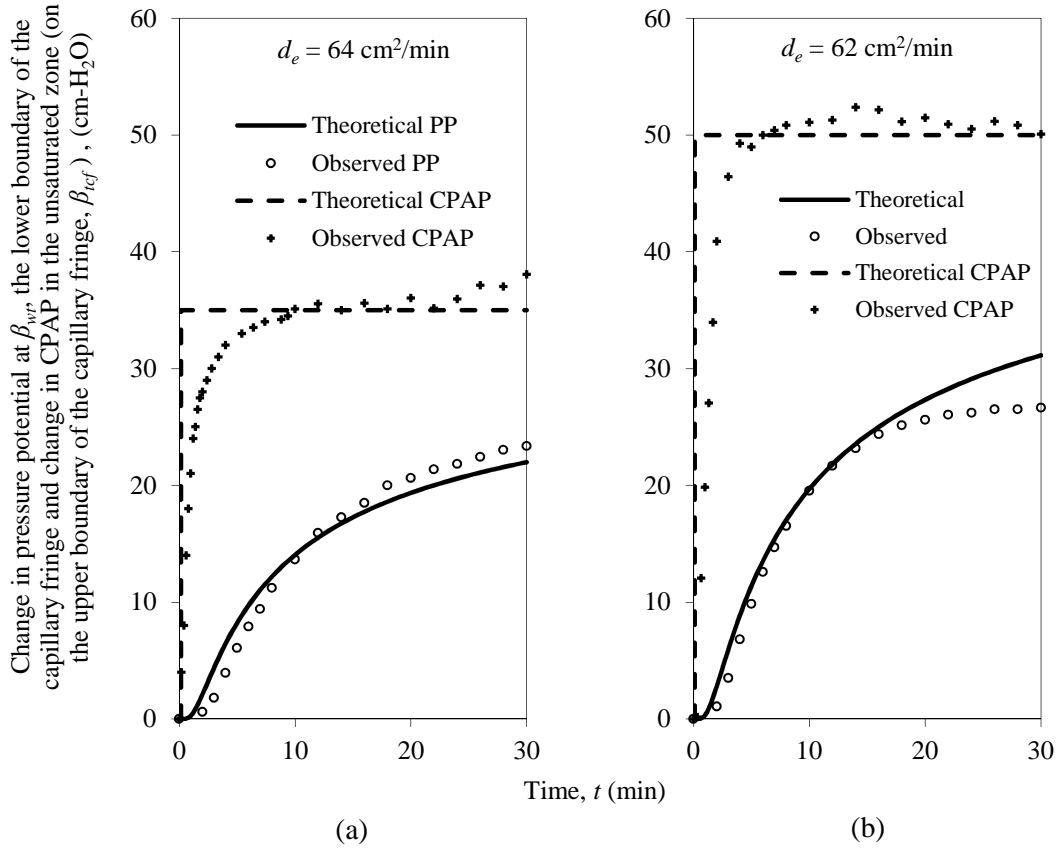 Change in pressure potential at β_wt, the lower boundary of the
capillary fringe and change in CPAP in the unsaturated zone (on
the upper boundary of the capillary fringe, β_tcf ) , (cm-H₂O)
60
50
40
30
20
10
0
0
10
20
30
d_e = 64 cm²/min
Theoretical PP
Observed PP
Theoretical CPAP
Observed CPAP
60
50
40
30
20
10
0
0
10
20
30
d_e = 62 cm²/min
Theoretical
Observed
Theoretical CPAP
Observed CPAP
Time, t (min)
(a)
(b)